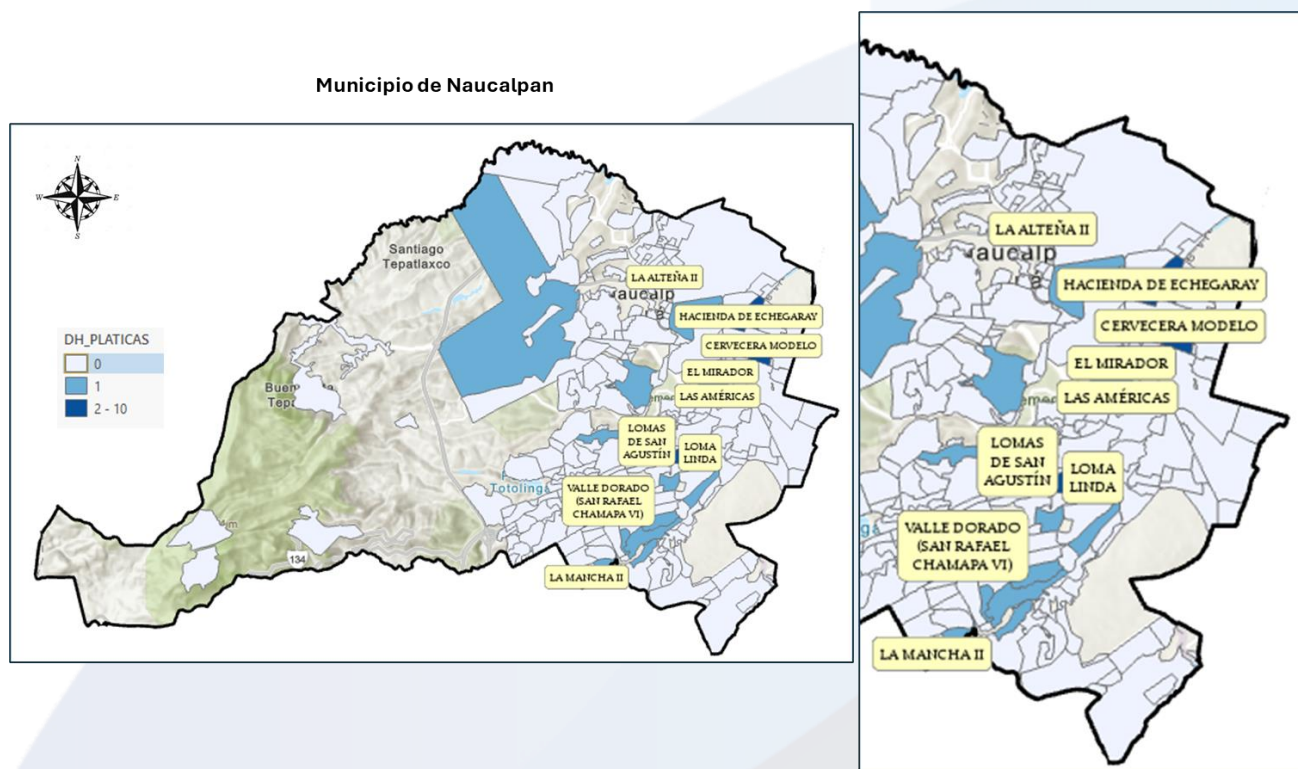 Municipio de Naucalpan
N
W
E
S
Santiago
Tepatlaxco
DH_PLATICAS
0
1
2 - 10
LA ALTEÑA II
HACIENDA DE ECHEGARAY
CERVECERA MODELO
EL MIRADOR
LAS AMÉRICAS
LOMAS
DE SAN
AGUSTÍN
LOMA
LINDA
Totolinga
VALLE DORADO
(SAN RAFAEL
CHAMAPA VI)
134
LA MANCHA II
LA ALTEÑA II
HACIENDA DE ECHEGARAY
CERVECERA MODELO
EL MIRADOR
LAS AMÉRICAS
LOMAS
DE SAN
AGUSTÍN
LOMA
LINDA
VALLE DORADO
(SAN RAFAEL
CHAMAPA VI)
LA MANCHA II